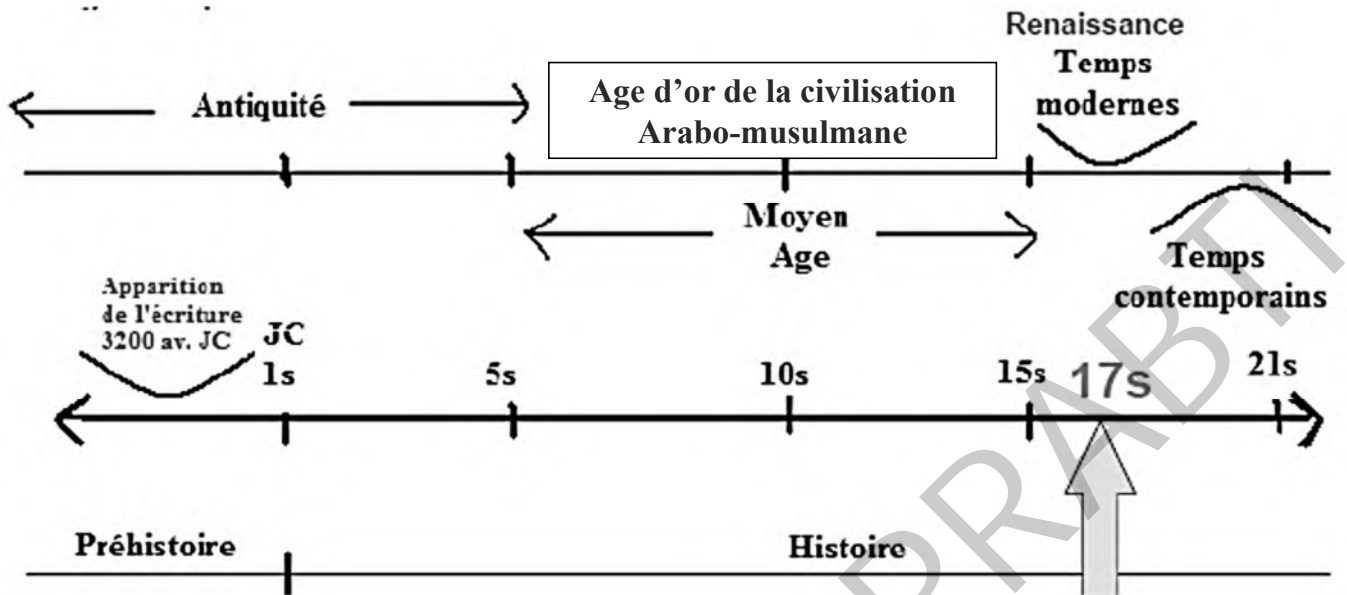 Renaissance
Temps
modernes
Antiquité
Age d’or de la civilisation
Arabo-musulmane
Moyen
Age
Temps
contemporains
Apparition
de l'écriture
3200 av. JC
JC
1s
5s
10s
15s
17s
21s
Préhistoire
Histoire
PRABTI